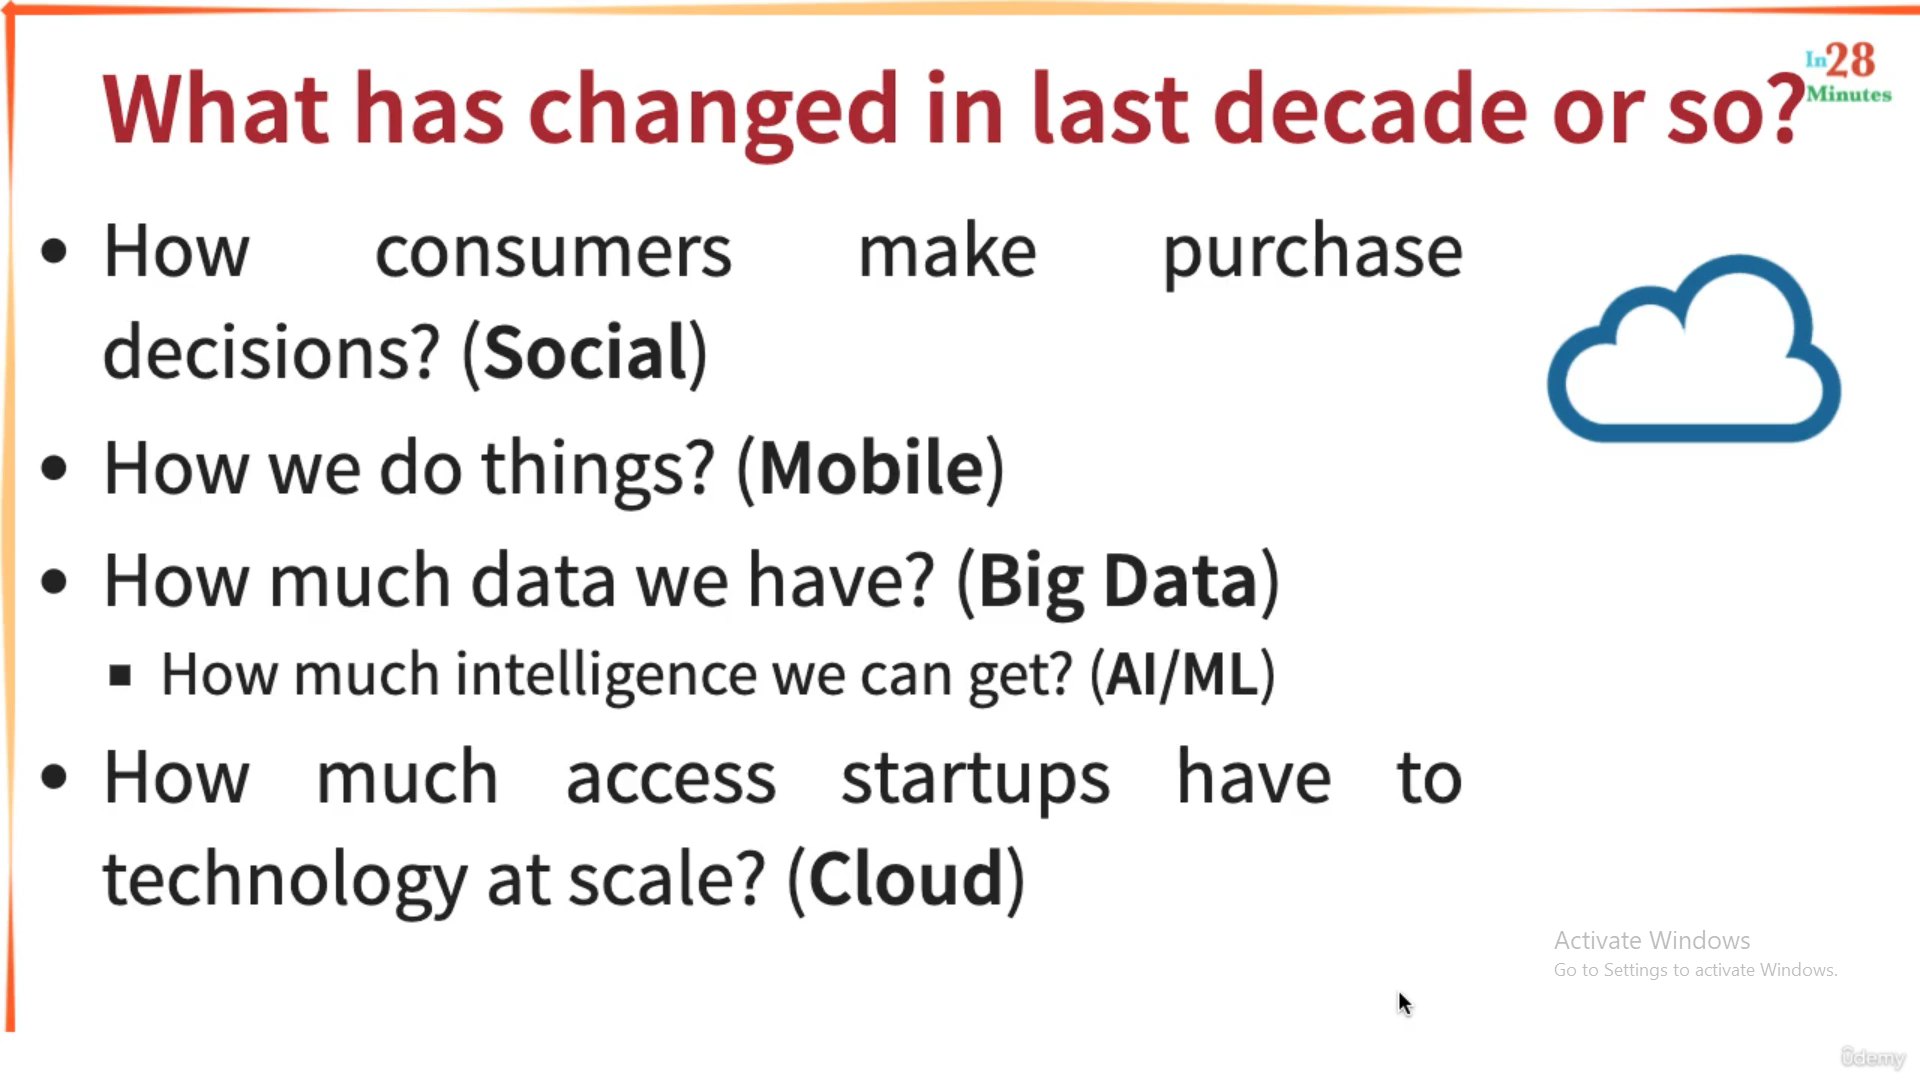 What has changed in last decade or so?
In28
Minutes
• How consumers make purchase
decisions? (Social)
• How we do things? (Mobile)
• How much data we have? (Big Data)
▪ How much intelligence we can get? (AI/ML)
• How much access startups have to
technology at scale? (Cloud)
Activate Windows
Go to Settings to activate Windows.
ûdemy